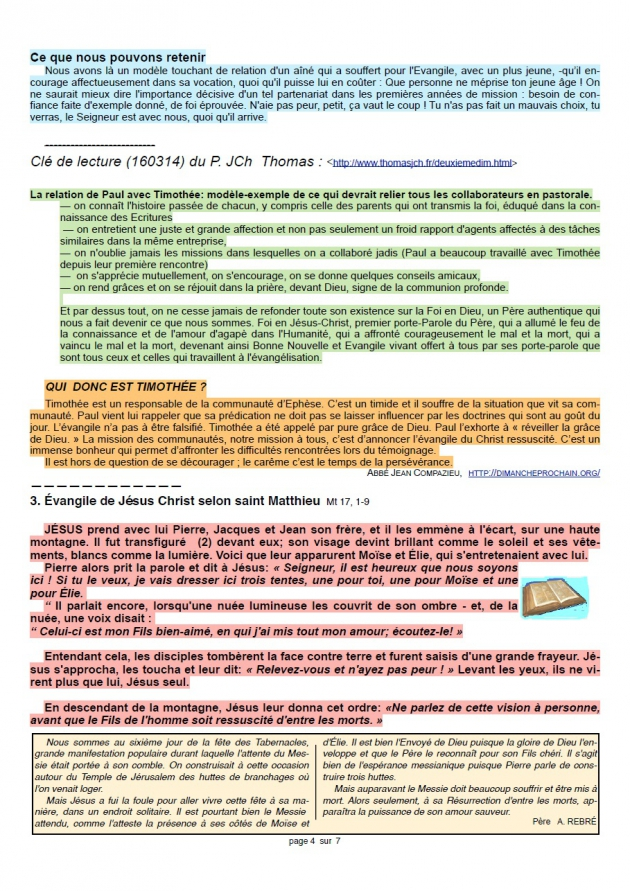 Ce que nous pouvons retenir
Nous avons là un modèle touchant de relation d'un aîné qui a souffert pour l'Evangile, avec un plus jeune, -qu'il en-
courage affectueusement dans sa vocation, quoi qu'il puisse lui en coûter : Que personne ne méprise ton jeune âge ! On
ne saurait mieux dire l'importance décisive d'un tel partenariat dans les premières années de mission : besoin de con-
fiance faite d'exemple donné, de foi éprouvée. N'aie pas peur, petit, ça vaut le coup ! Tu n'as pas fait un mauvais choix, tu
verras, le Seigneur est avec nous, quoi qu'il arrive.
--------------------------
Clé de lecture (160314) du P. JCh Thomas : <http://www.thomasjch.fr/deuxiemedim.html>
La relation de Paul avec Timothée: modèle-exemple de ce qui devrait relier tous les collaborateurs en pastorale.
— on connaît l'histoire passée de chacun, y compris celle des parents qui ont transmis la foi, éduqué dans la con-
naissance des Ecritures
— on entretient une juste et grande affection et non pas seulement un froid rapport d'agents affectés à des tâches
similaires dans la même entreprise,
— on n'oublie jamais les missions dans lesquelles on a collaboré jadis (Paul a beaucoup travaillé avec Timothée
depuis leur première rencontre)
— on s'apprécie mutuellement, on s'encourage, on se donne quelques conseils amicaux,
— on rend grâces et on se réjouit dans la prière, devant Dieu, signe de la communion profonde.
Et par dessus tout, on ne cesse jamais de refonder toute son existence sur la Foi en Dieu, un Père authentique qui
nous a fait devenir ce que nous sommes. Foi en Jésus-Christ, premier porte-Parole du Père, qui a allumé le feu de
la connaissance et de l'amour d'agapè dans l'Humanité, qui a affronté courageusement le mal et la mort, qui a
vaincu le mal et la mort, devenant ainsi Bonne Nouvelle et Evangile vivant offert à tous par ses porte-parole que
sont tous ceux et celles qui travaillent à l'évangélisation.
QUI DONC EST TIMOTHÉE ?
Timothée est un responsable de la communauté d'Ephèse. C'est un timide et il souffre de la situation que vit sa com-
munauté. Paul vient lui rappeler que sa prédication ne doit pas se laisser influencer par les doctrines qui sont au goût du
jour. L'évangile n'a pas à être falsifié. Timothée a été appelé par pure grâce de Dieu. Paul l'exhorte à « réveiller la grâce
de Dieu. » La mission des communautés, notre mission à tous, c'est d'annoncer l'évangile du Christ ressuscité. C'est un
immense bonheur qui permet d'affronter les difficultés rencontrées lors du témoignage.
Il est hors de question de se décourager ; le carême c'est le temps de la persévérance.
ABBÉ JEAN COMPAZIEU, HTTP://DIMANCHEPROCHAIN.ORG/
— — — — — — — — — — — —
3. Évangile de Jésus Christ selon saint Matthieu Mt 17, 1-9
JÉSUS prend avec lui Pierre, Jacques et Jean son frère, et il les emmène à l'écart, sur une haute
montagne. Il fut transfiguré (2) devant eux; son visage devint brillant comme le soleil et ses vête-
ments, blancs comme la lumière. Voici que leur apparurent Moïse et Élie, qui s'entretenaient avec lui.
Pierre alors prit la parole et dit à Jésus: « Seigneur, il est heureux que nous soyons
ici ! Si tu le veux, je vais dresser ici trois tentes, une pour toi, une pour Moïse et une
pour Élie.
“ Il parlait encore, lorsqu'une nuée lumineuse les couvrit de son ombre - et, de la
nuée, une voix disait :
“ Celui-ci est mon Fils bien-aimé, en qui j'ai mis tout mon amour; écoutez-le! »
Entendant cela, les disciples tombèrent la face contre terre et furent saisis d'une grande frayeur. Jé-
sus s'approcha, les toucha et leur dit: « Relevez-vous et n'ayez pas peur ! » Levant les yeux, ils ne vi-
rent plus que lui, Jésus seul.
En descendant de la montagne, Jésus leur donna cet ordre: «Ne parlez de cette vision à personne,
avant que le Fils de l'homme soit ressuscité d'entre les morts. »
Nous sommes au sixième jour de la fête des Tabernacles,
grande manifestation populaire durant laquelle l'attente du Mes-
sie était portée à son comble. On construisait à cette occasion
autour du Temple de Jérusalem des huttes de branchages où
l'on venait loger.
Mais Jésus a fui la foule pour aller vivre cette fête à sa ma-
nière, dans un endroit solitaire. Il est pourtant bien le Messie
attendu, comme l'atteste la présence à ses côtés de Moïse et
d'Élie. Il est bien l'Envoyé de Dieu puisque la gloire de Dieu l'en-
veloppe et que le Père le reconnaît pour son Fils chéri. Il s'agit
bien de l'espérance messianique puisque Pierre parle de cons-
truire trois huttes.
Mais auparavant le Messie doit beaucoup souffrir et être mis à
mort. Alors seulement, à sa Résurrection d'entre les morts, ap-
paraîtra la puissance de son amour sauveur.
Père A. REBRÉ
page 4 sur 7